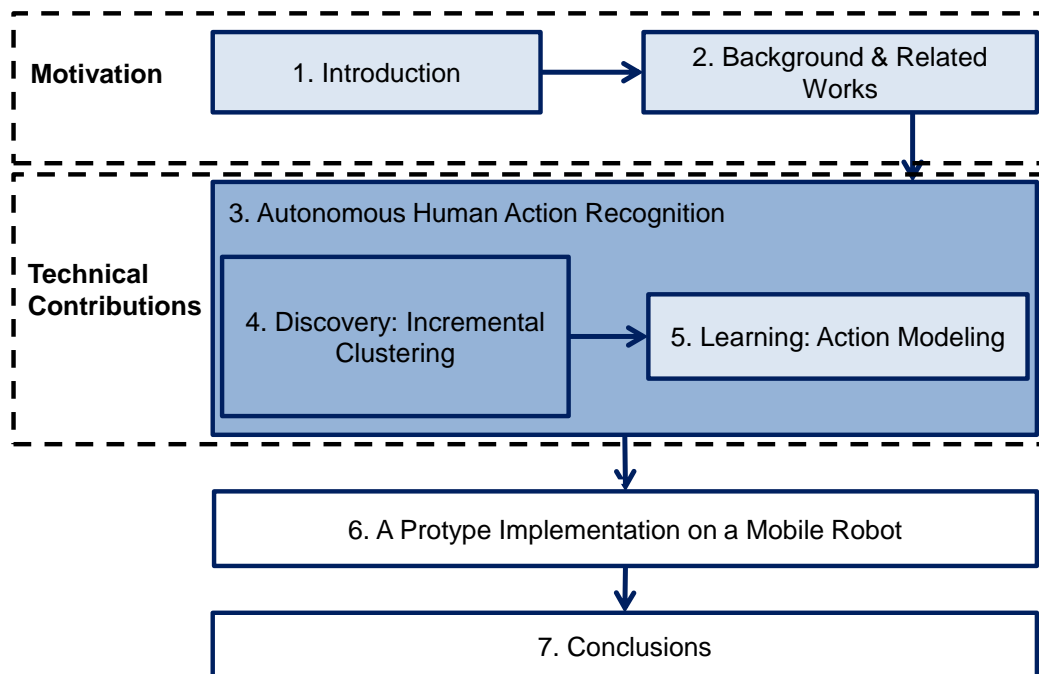 Motivation
1. Introduction
2. Background & Related
Works
Technical
Contributions
3. Autonomous Human Action Recognition
4. Discovery: Incremental
Clustering
5. Learning: Action Modeling
6. A Protype Implementation on a Mobile Robot
7. Conclusions